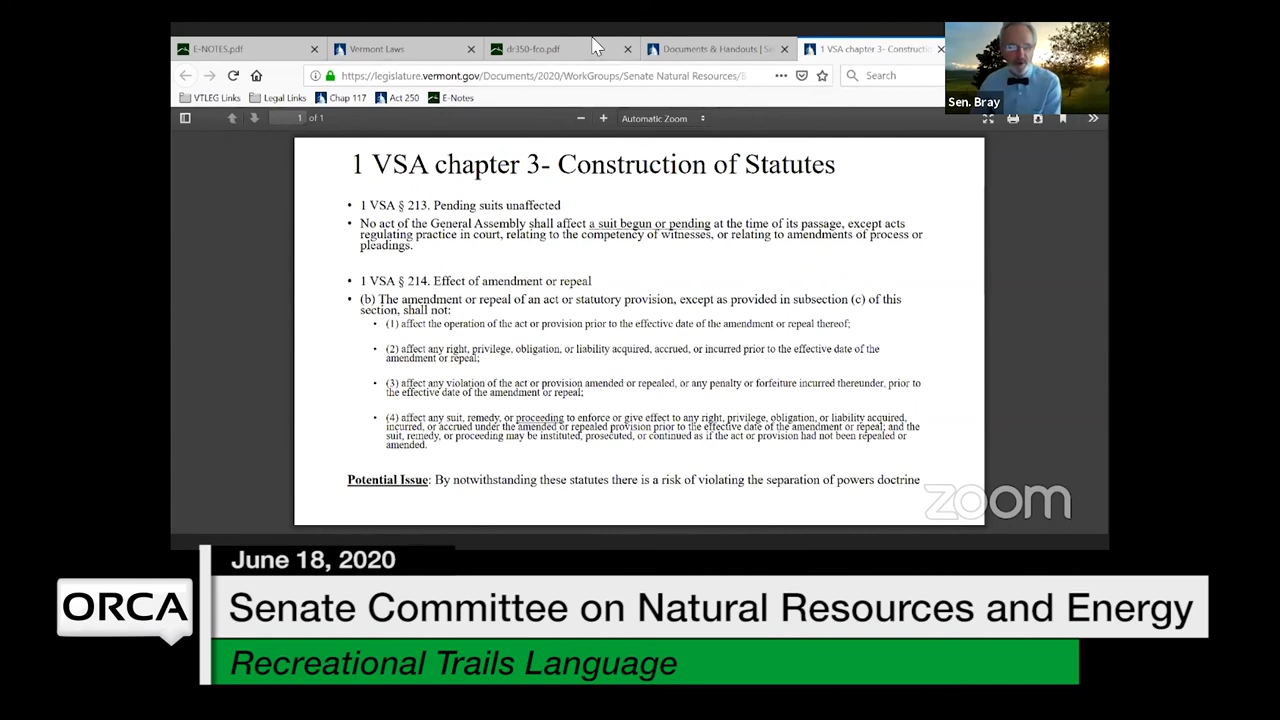 E-NOTES.pdf
Vermont Laws
dr350-fco.pdf
Documents & Handouts | S
1 VSA chapter 3- Constructio
https://legislature.vermont.gov/Documents/2020/WorkGroups/Senate Natural Resources/
Search
VTLEG Links
Legal Links
Chap 117
Act 250
E-Notes
Sen. Bray
1 of 1
Automatic Zoom
1 VSA chapter 3- Construction of Statutes
• 1 VSA § 213. Pending suits unaffected
• No act of the General Assembly shall affect a suit begun or pending at the time of its passage, except acts
regulating practice in court, relating to the competency of witnesses, or relating to amendments of process or
pleadings.
• 1 VSA § 214. Effect of amendment or repeal
• (b) The amendment or repeal of an act or statutory provision, except as provided in subsection (c) of this
section, shall not:
• (1) affect the operation of the act or provision prior to the effective date of the amendment or repeal thereof;
• (2) affect any right, privilege, obligation, or liability acquired, accrued, or incurred prior to the effective date of the
amendment or repeal;
• (3) affect any violation of the act or provision amended or repealed, or any penalty or forfeiture incurred thereunder, prior to
the effective date of the amendment or repeal;
• (4) affect any suit, remedy, or proceeding to enforce or give effect to any right, privilege, obligation, or liability acquired,
incurred, or accrued under the amended or repealed provision prior to the effective date of the amendment or repeal; and the
suit, remedy, or proceeding may be instituted, prosecuted, or continued as if the act or provision had not been repealed or
amended.
Potential Issue: By notwithstanding these statutes there is a risk of violating the separation of powers doctrine
zoom
June 18, 2020
ORCA
Senate Committee on Natural Resources and Energy
Recreational Trails Language